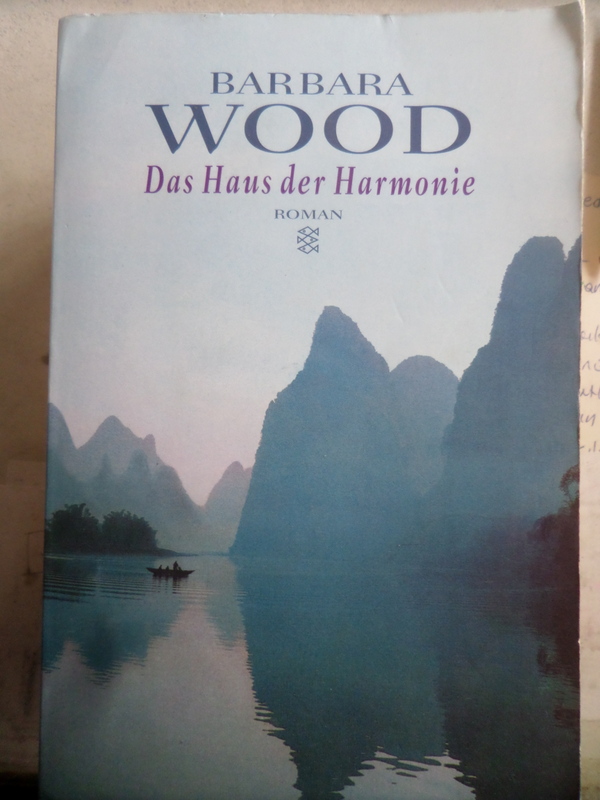 BARBARA
WOOD
Das Haus der Harmonie
ROMAN